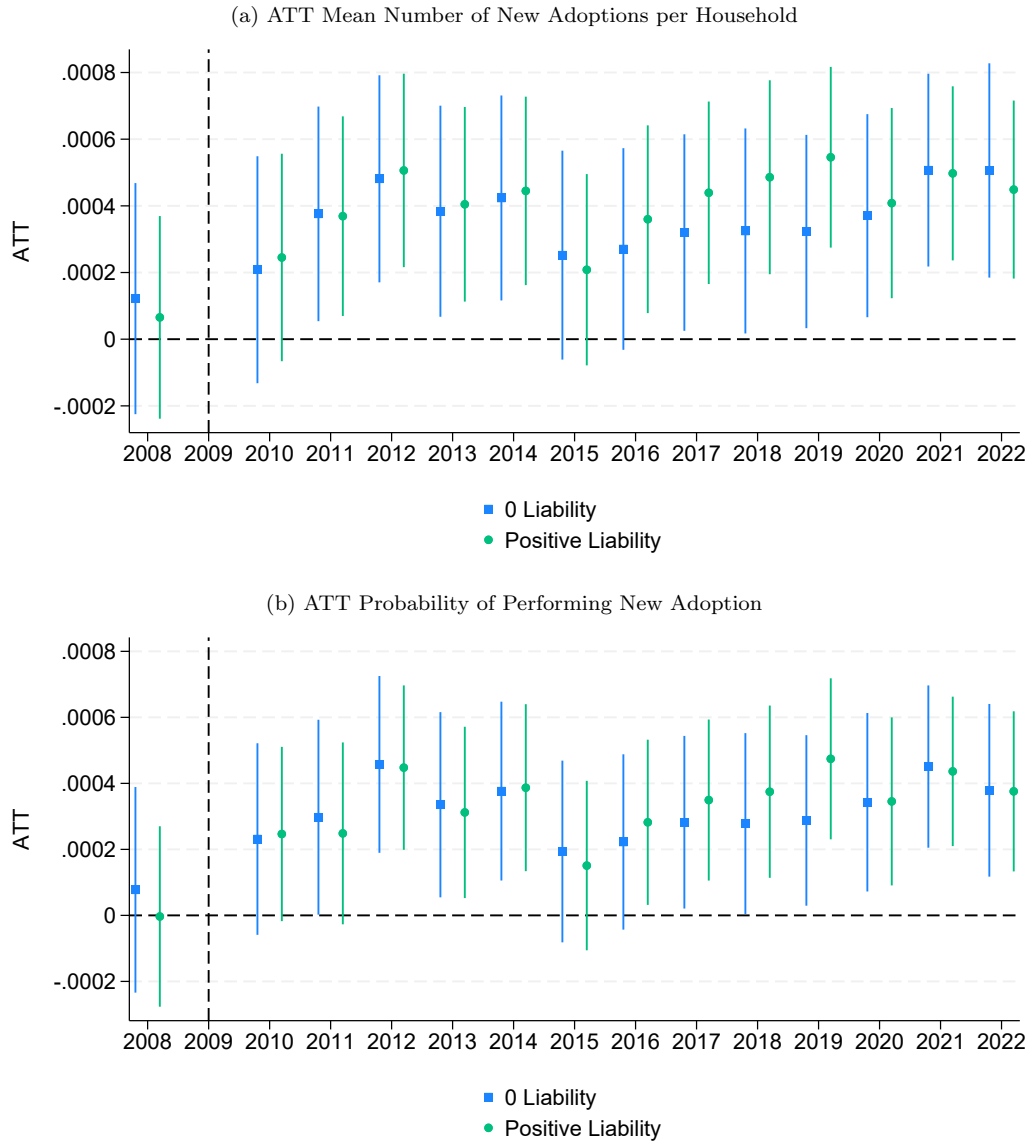 (a) ATT Mean Number of New Adoptions per Household
.0008
.0006
.0004
.0002
0
-.0002
ATT
2008 2009 2010 2011 2012 2013 2014 2015 2016 2017 2018 2019 2020 2021 2022
0 Liability
Positive Liability
(b) ATT Probability of Performing New Adoption
.0008
.0006
.0004
.0002
0
-.0002
ATT
2008 2009 2010 2011 2012 2013 2014 2015 2016 2017 2018 2019 2020 2021 2022
0 Liability
Positive Liability